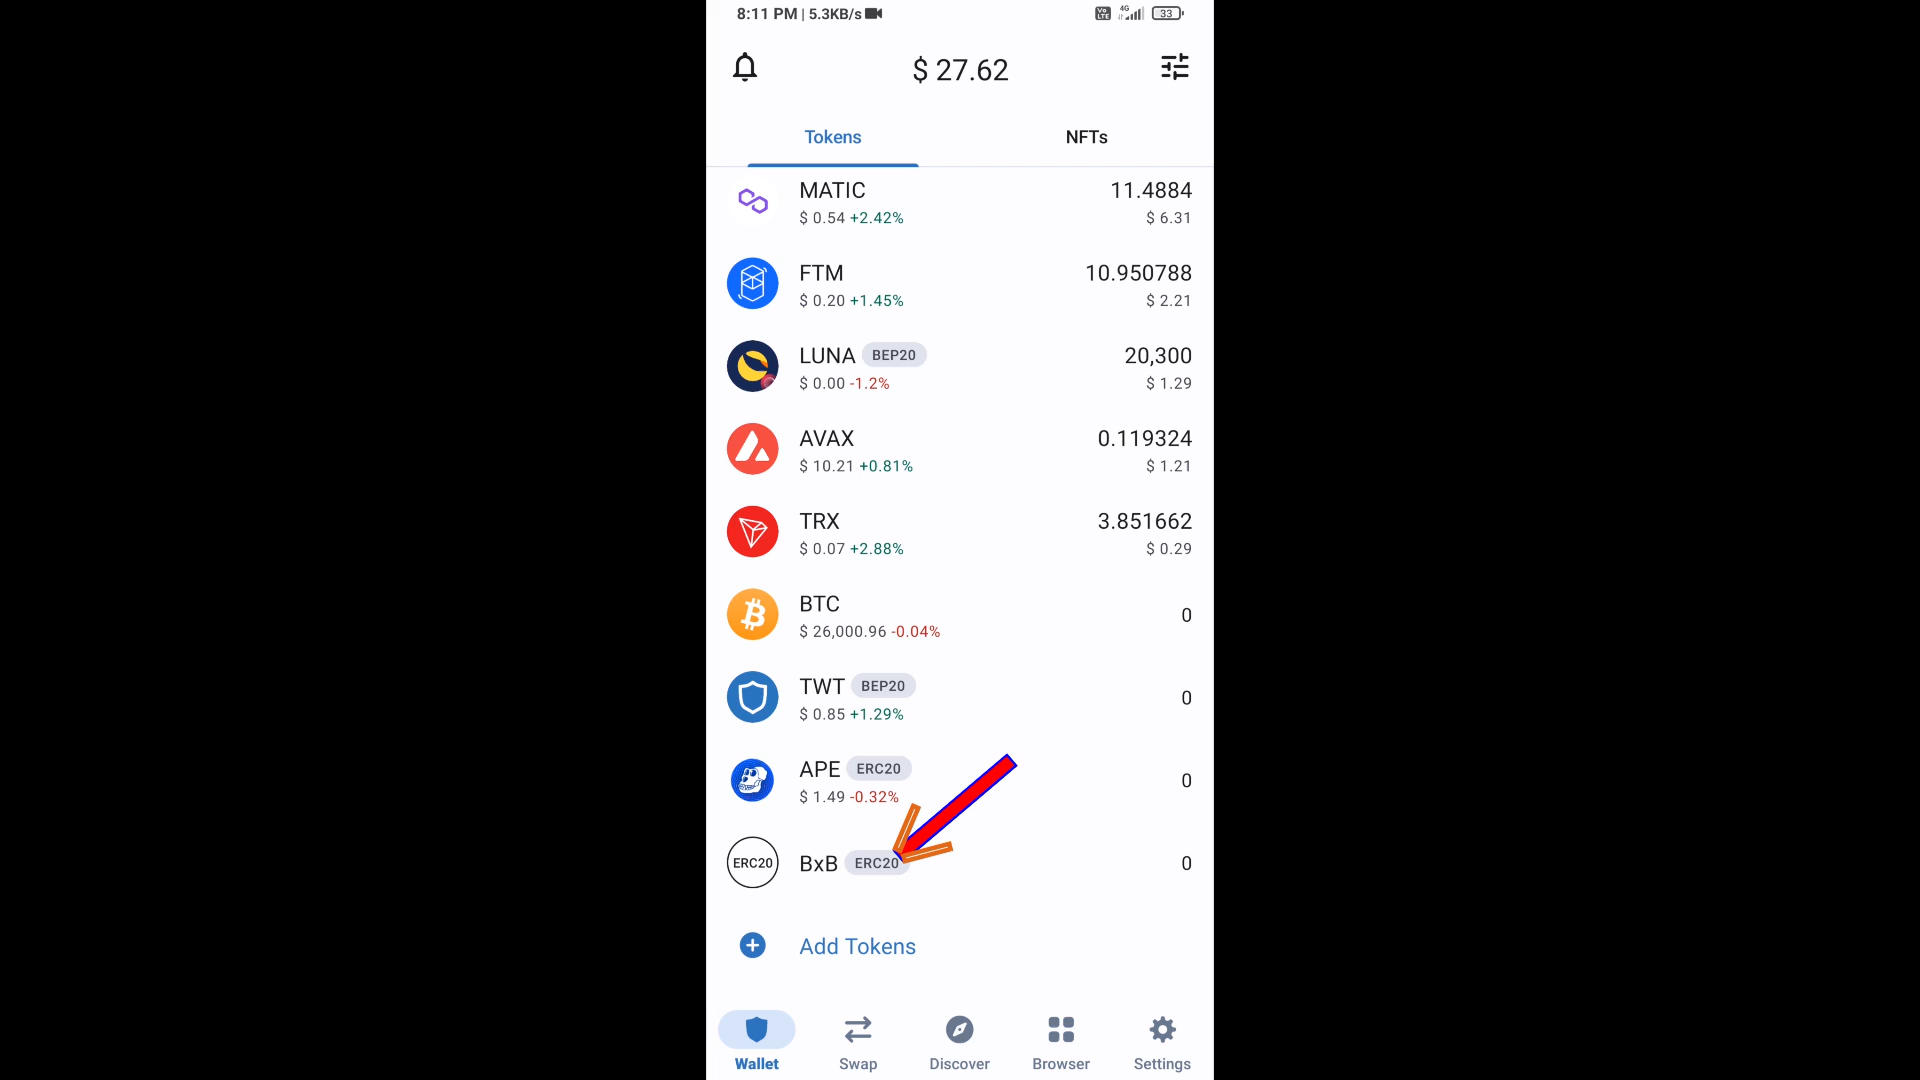 8:11 PM | 5.3KB/s
Vo LTE 4G 33
$ 27.62
Tokens NFTs
MATIC 11.4884
$ 0.54 +2.42% $ 6.31
FTM 10.950788
$ 0.20 +1.45% $ 2.21
LUNA BEP20 20,300
$ 0.00 -1.2% $ 1.29
AVAX 0.119324
$ 10.21 +0.81% $ 1.21
TRX 3.851662
$ 0.07 +2.88% $ 0.29
BTC 0
$ 26,000.96 -0.04%
TWT BEP20 0
$ 0.85 +1.29%
APE ERC20 0
$ 1.49 -0.32%
ERC20 BxB ERC20 0
Add Tokens
Wallet Swap Discover Browser Settings